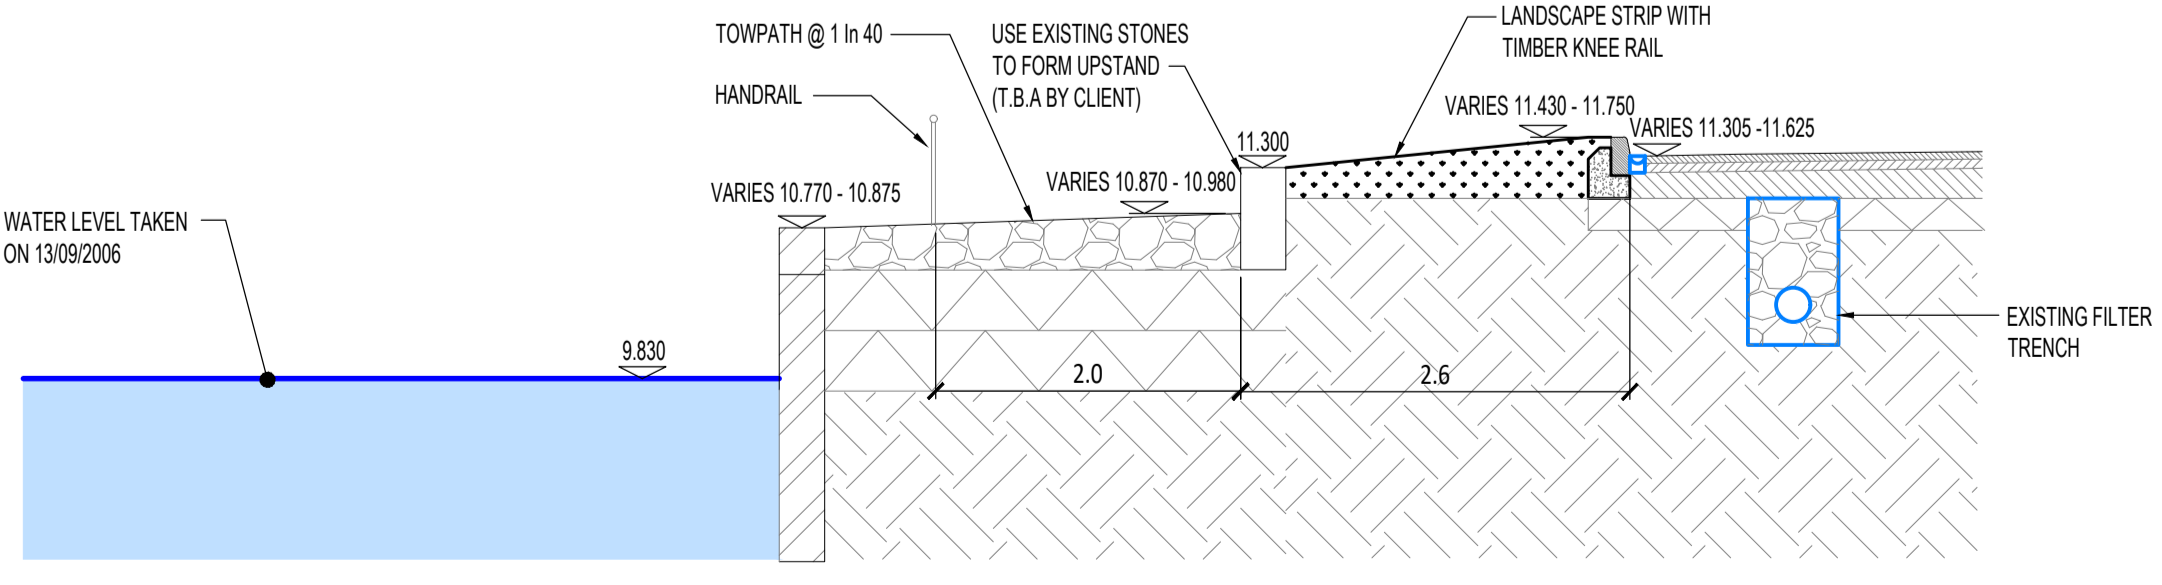 TOWPATH @ 1 In 40
HANDRAIL
USE EXISTING STONES
TO FORM UPSTAND
(T.B.A BY CLIENT)
LANDSCAPE STRIP WITH
TIMBER KNEE RAIL
VARIES 11.430 - 11.750
VARIES 11.305 -11.625
11.300
VARIES 10.770 - 10.875
VARIES 10.870 - 10.980
WATER LEVEL TAKEN
ON 13/09/2006
9.830
2.0
2.6
EXISTING FILTER
TRENCH